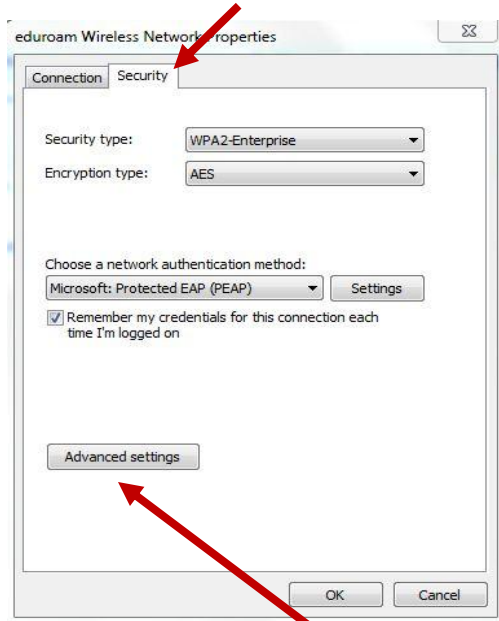 eduroam Wireless Network Properties
Connection Security
Security type: WPA2-Enterprise
Encryption type: AES
Choose a network authentication method:
Microsoft: Protected EAP (PEAP) Settings
Remember my credentials for this connection each
time I'm logged on
Advanced settings
OK Cancel